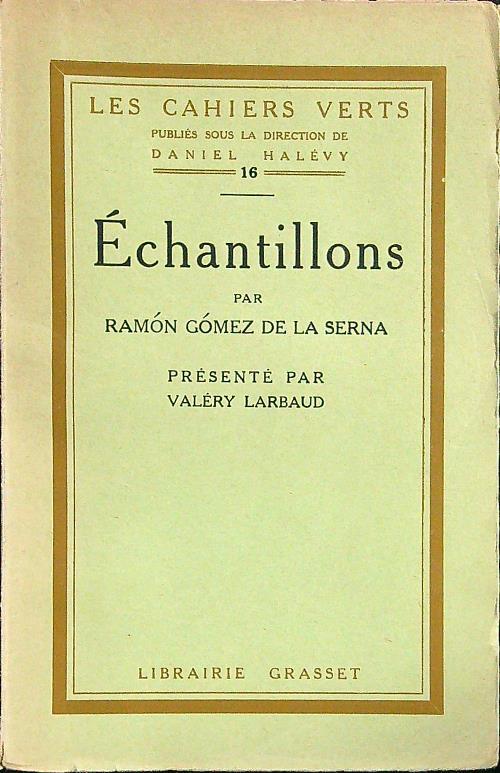 LES CAHIERS VERTS
PUBLIÉS SOUS LA DIRECTION DE
DANIEL HALÉVY
16
Échantillons
PAR
RAMÓN GÓMEZ DE LA SERNA
PRÉSENTÉ PAR
VALÉRY LARBAUD
LIBRAIRIE GRASSET